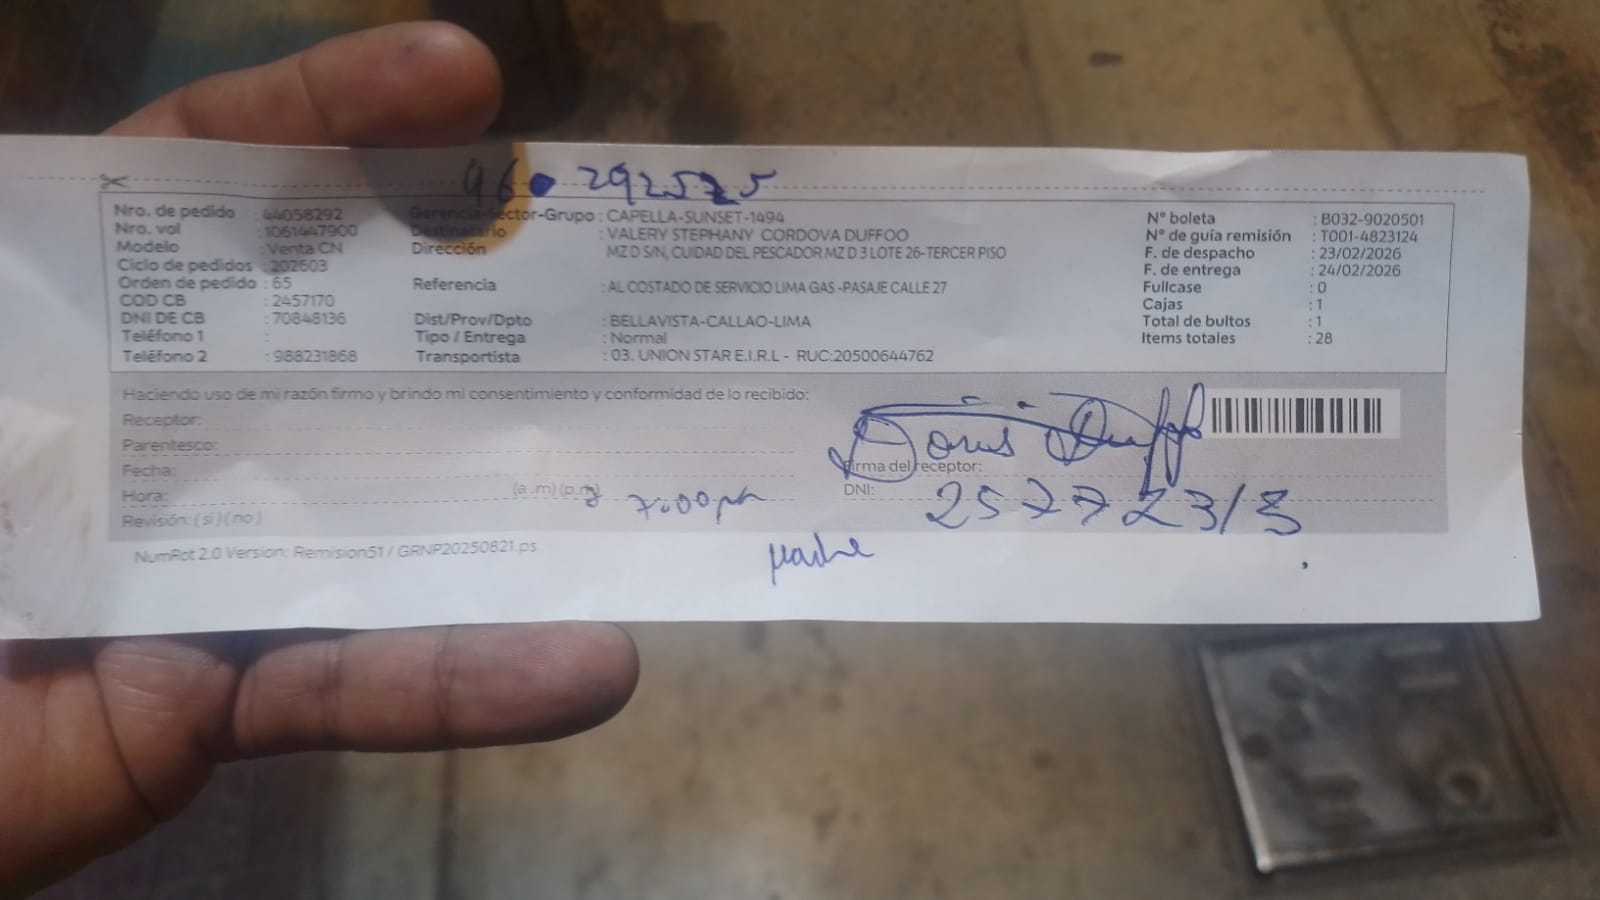 Nro. de pedido : 44058292
Nro. vol : 1061447900
Modelo : Venta CN
Ciclo de pedidos : 202603
Orden de pedido : 65
COD CB : 2457170
DNI DE CB : 70848136
Teléfono 1 :
Teléfono 2 : 988231868
Gerencia-Sector-Grupo : CAPELLA-SUNSET-1494
Destinatario : VALERY STEPHANY CORDOVA DUFFOO
Dirección MZ D S/N, CUIDAD DEL PESCADOR MZ D 3 LOTE 26-TERCER PISO
Referencia : AL COSTADO DE SERVICIO LIMA GAS -PASAJE CALLE 27
Dist/Prov/Dpto : BELLAVISTA-CALLAO-LIMA
Tipo / Entrega : Normal
Transportista : 03. UNION STAR E.I.R.L - RUC:20500644762
N° boleta : B032-9020501
N° de guía remisión : T001-4823124
F. de despacho : 23/02/2026
F. de entrega : 24/02/2026
Fullcase : 0
Cajas : 1
Total de bultos : 1
Items totales : 28
Haciendo uso de mi razón firmo y brindo mi consentimiento y conformidad de lo recibido:
Receptor:
Parentesco:
Fecha:
Hora: (a.m) (p.m) 7:00pm
Revisión: ( si ) ( no )
Doris Duffo
Firma del receptor:
DNI:
madre
NumRot 2.0 Version: Remision51 / GRNP20250821.ps